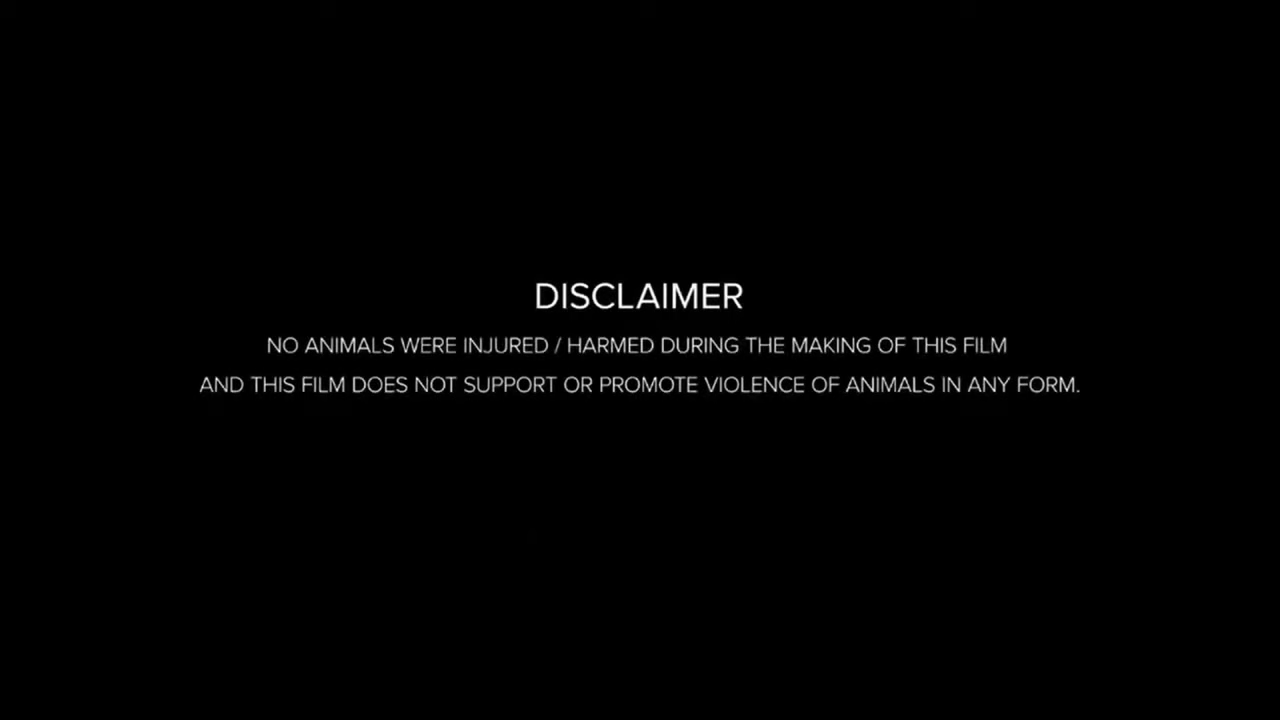 DISCLAIMER
NO ANIMALS WERE INJURED / HARMED DURING THE MAKING OF THIS FILM
AND THIS FILM DOES NOT SUPPORT OR PROMOTE VIOLENCE OF ANIMALS IN ANY FORM.